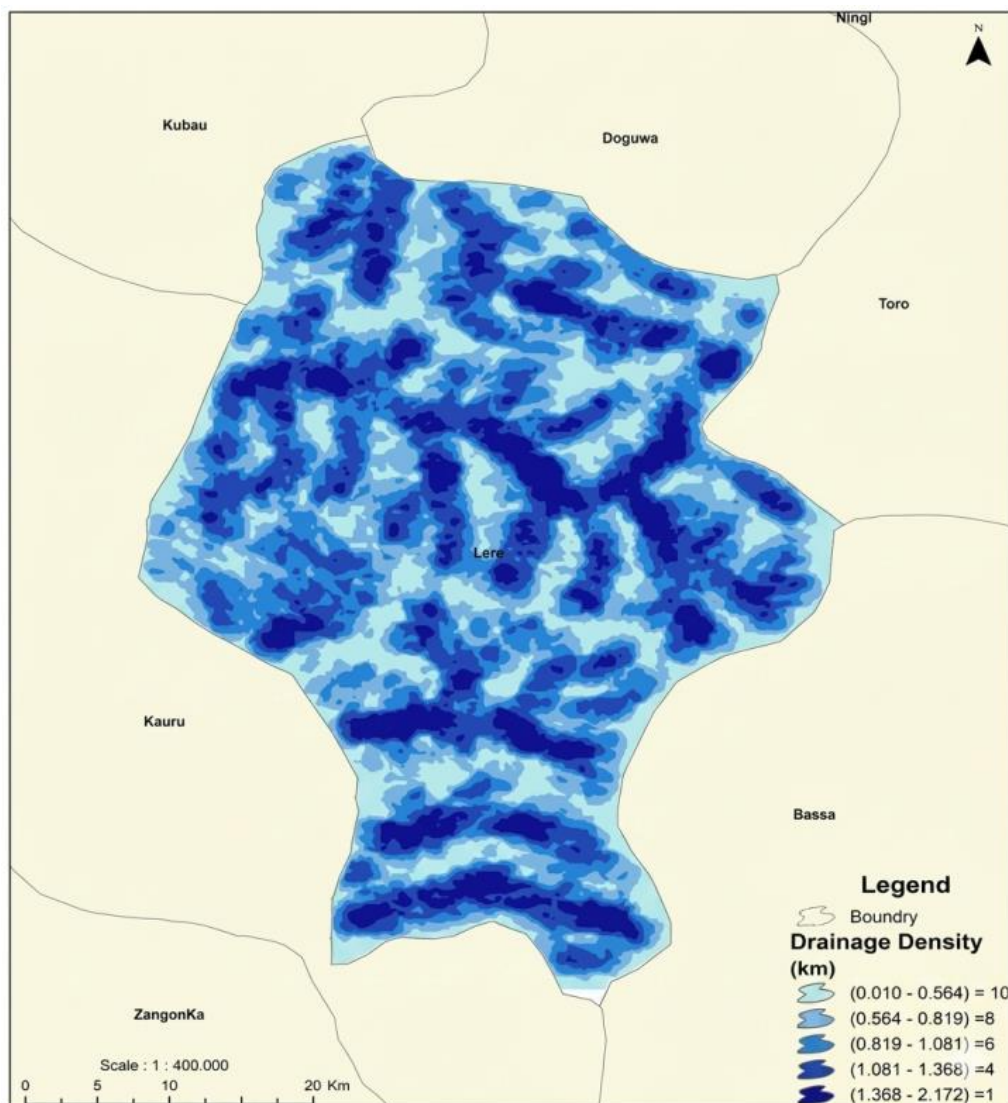 Ningl
N
Kubau
Doguwa
Toro
Lere
Kauru
Bassa
Legend
Boundry
Drainage Density
(km)
(0.010 - 0.564) = 10
(0.564 - 0.819) =8
(0.819 - 1.081) =6
(1.081 - 1.368) =4
(1.368 - 2.172) =1
ZangonKa
Scale : 1 : 400.000
0 5 10 20 Km